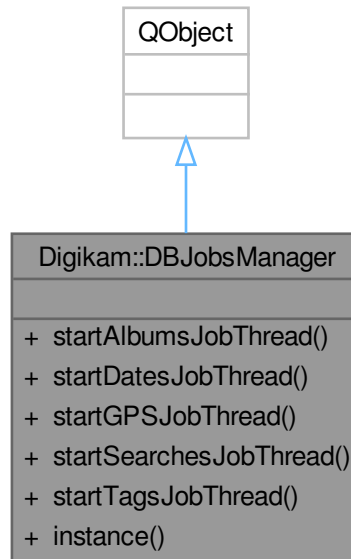 QObject
Digikam::DBJobsManager
+ startAlbumsJobThread()
+ startDatesJobThread()
+ startGPSJobThread()
+ startSearchesJobThread()
+ startTagsJobThread()
+ instance()